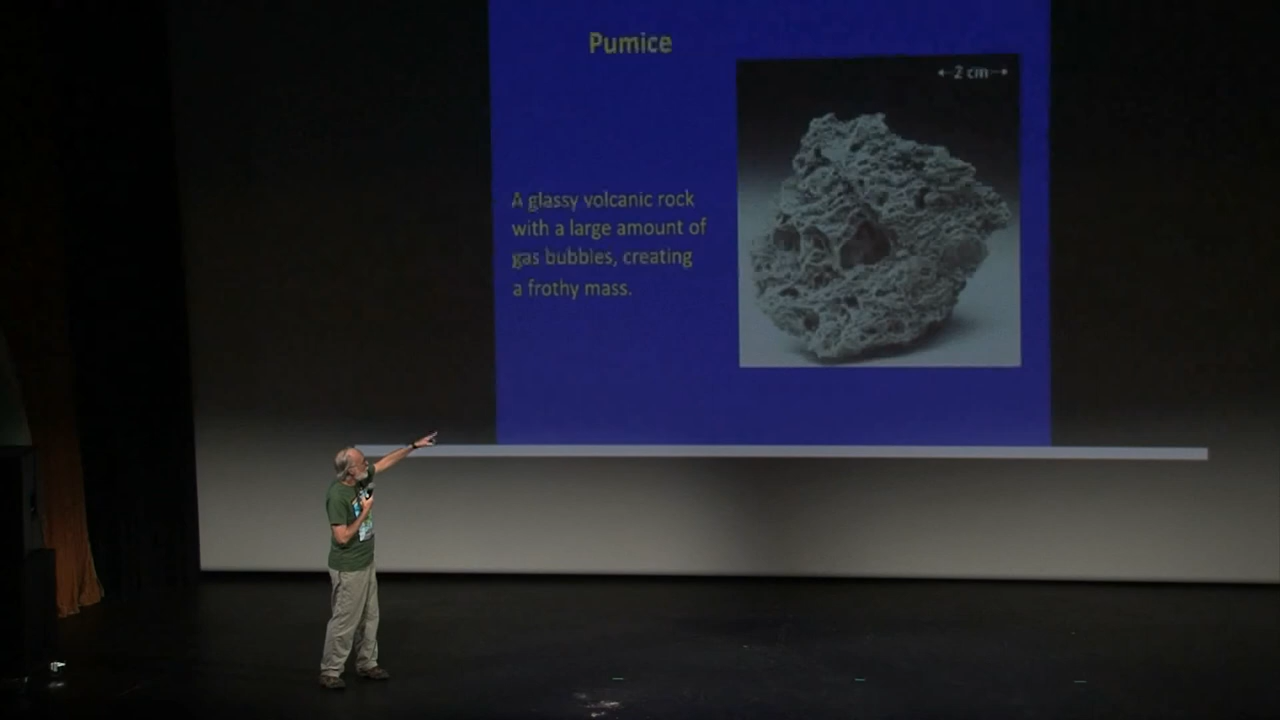 Pumice
2 cm
A glassy volcanic rock
with a large amount of
gas bubbles, creating
a frothy mass.